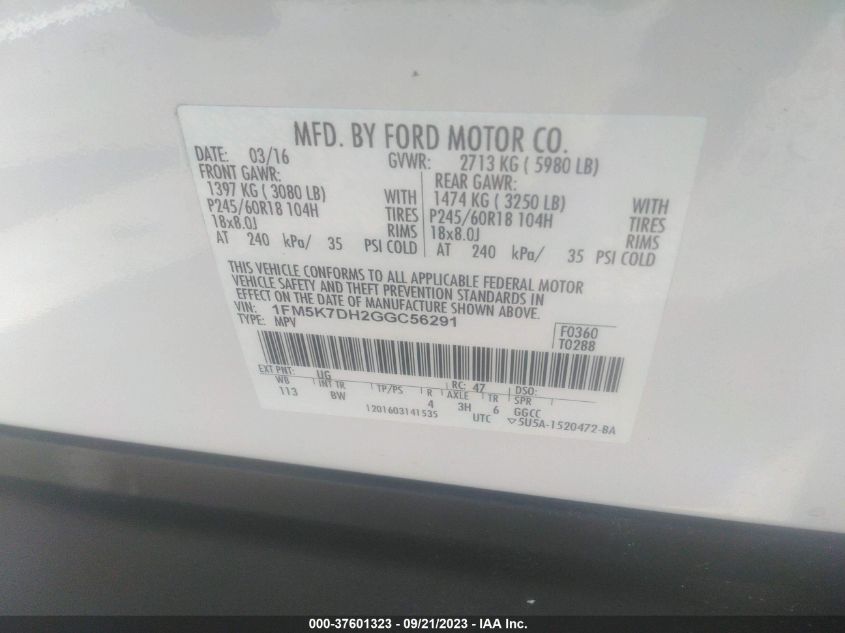 MFD. BY FORD MOTOR CO.
DATE: 03/16 GVWR: 2713 KG ( 5980 LB)
FRONT GAWR: REAR GAWR:
1397 KG ( 3080 LB) WITH 1474 KG ( 3250 LB) WITH
P245/60R18 104H TIRES P245/60R18 104H TIRES
18x8.0J RIMS 18x8.0J RIMS
AT 240 kPa/ 35 PSI COLD AT 240 kPa/ 35 PSI COLD
THIS VEHICLE CONFORMS TO ALL APPLICABLE FEDERAL MOTOR
VEHICLE SAFETY AND THEFT PREVENTION STANDARDS IN
EFFECT ON THE DATE OF MANUFACTURE SHOWN ABOVE.
VIN: 1FM5K7DH2GGC56291
TYPE: MPV
F0360
T0288
EXT PNT: UG RC: 47 DSO:
WB INT TR TP/PS R AXLE TR SPR
113 BW 4 3H 6 GGCC
1201603141535 UTC ▽5U5A-1520472-BA
000-37601323 - 09/21/2023 - IAA Inc.